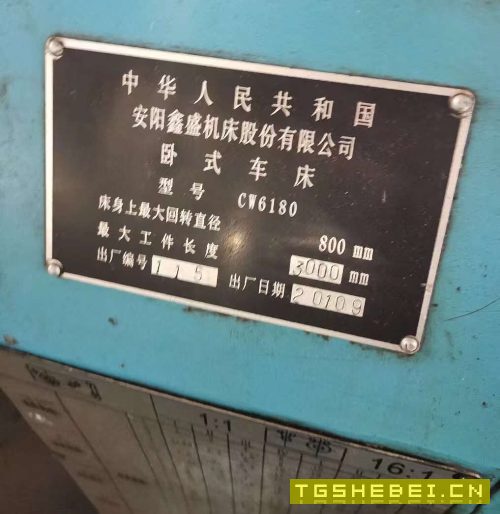 中华人民共和国
安阳鑫盛机床股份有限公司
卧式车床
型号 CW6180
床身上最大回转直径 800 mm
最大工件长度 3000 mm
出厂编号 115 出厂日期 20109
1:1 16:1
TGSHEBEI.CN